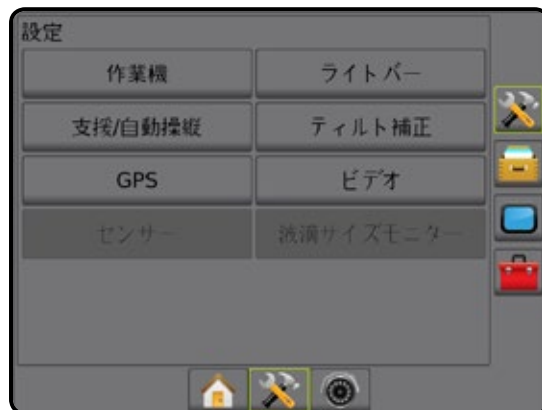 設定
作業機 ライトバー
支援/自動操縦 ティルト補正
GPS ビデオ
センサー 液滴サイズモニター